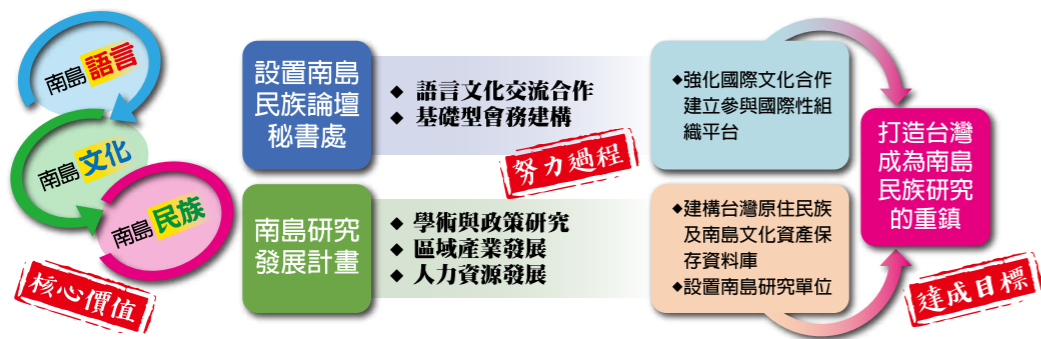 南島語言
南島文化
南島民族
核心價值
設置南島
民族論壇
秘書處
◆ 語言文化交流合作
◆ 基礎型會務建構
努力過程
南島研究
發展計畫
◆ 學術與政策研究
◆ 區域產業發展
◆ 人力資源發展
◆強化國際文化合作
建立參與國際性組
織平台
◆建構台灣原住民族
及南島文化資產保
存資料庫
◆設置南島研究單位
打造台灣
成為南島
民族研究
的重鎮
達成目標